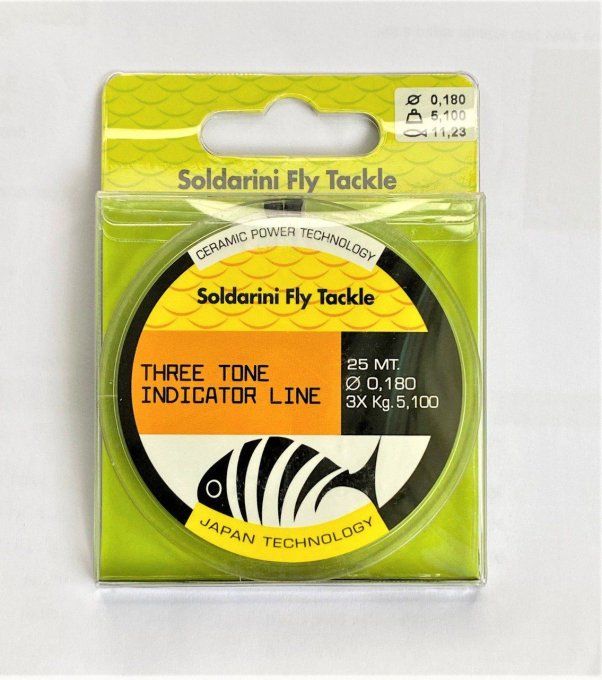 Ø 0,180
5,100
11,23
Soldarini Fly Tackle
CERAMIC POWER TECHNOLOGY
Soldarini Fly Tackle
THREE TONE
INDICATOR LINE
25 MT.
Ø 0,180
3X Kg. 5,100
JAPAN TECHNOLOGY